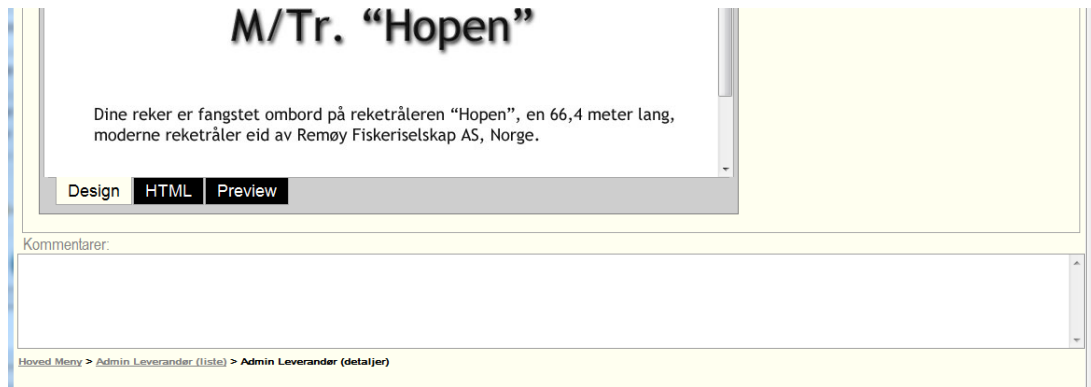 M/Tr. “Hopen”
Dine reker er fangstet ombord på reketråleren “Hopen”, en 66,4 meter lang,
moderne reketråler eid av Remøy Fiskeriselskap AS, Norge.
Design HTML Preview
Kommentarer:
Hoved Meny > Admin Leverandør (liste) > Admin Leverandør (detaljer)